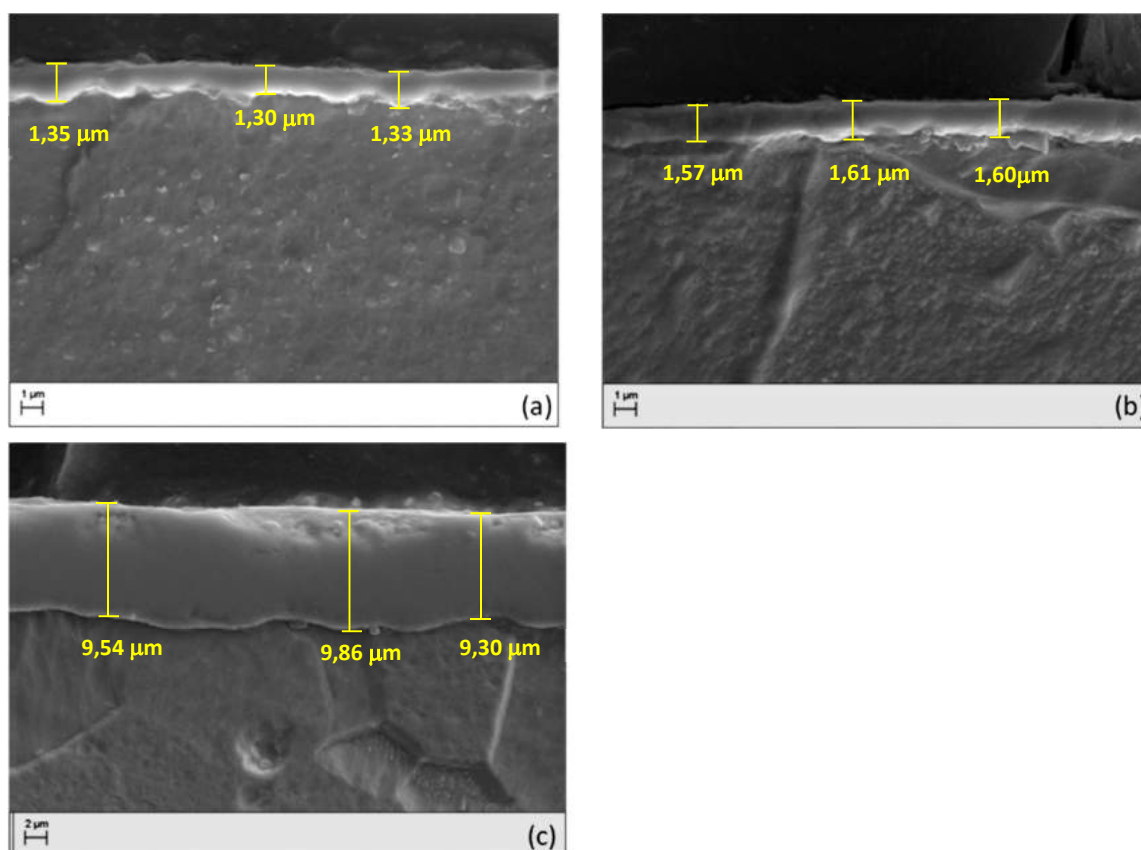 1,35 µm
1,30 µm
1,33 µm
1 µm
(a)
1,57 µm
1,61 µm
1,60µm
1 µm
(b)
9,54 µm
9,86 µm
9,30 µm
2 µm
(c)